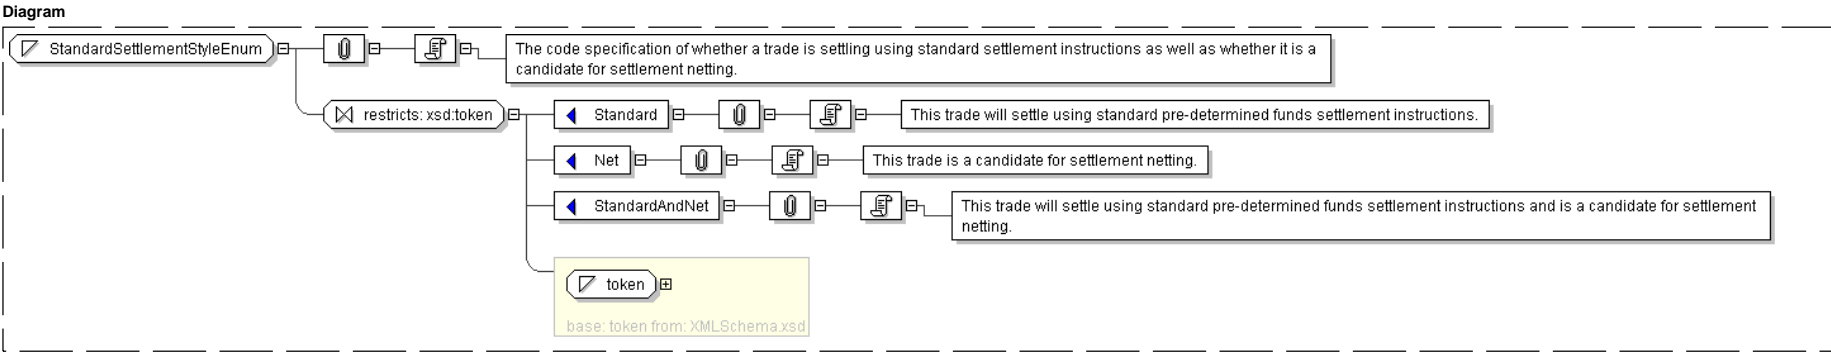 Diagram
StandardSettlementStyleEnum
The code specification of whether a trade is settling using standard settlement instructions as well as whether it is a
candidate for settlement netting.
restricts: xsd:token
Standard
This trade will settle using standard pre-determined funds settlement instructions.
Net
This trade is a candidate for settlement netting.
StandardAndNet
This trade will settle using standard pre-determined funds settlement instructions and is a candidate for settlement
netting.
token
base: token from: XMLSchema.xsd